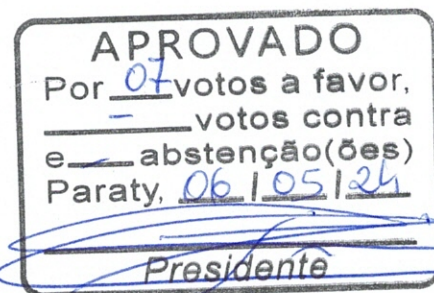 APROVADO
Por 07 votos a favor,
- votos contra
e — abstenção(ões)
Paraty, 06 / 05 / 24
Presidente